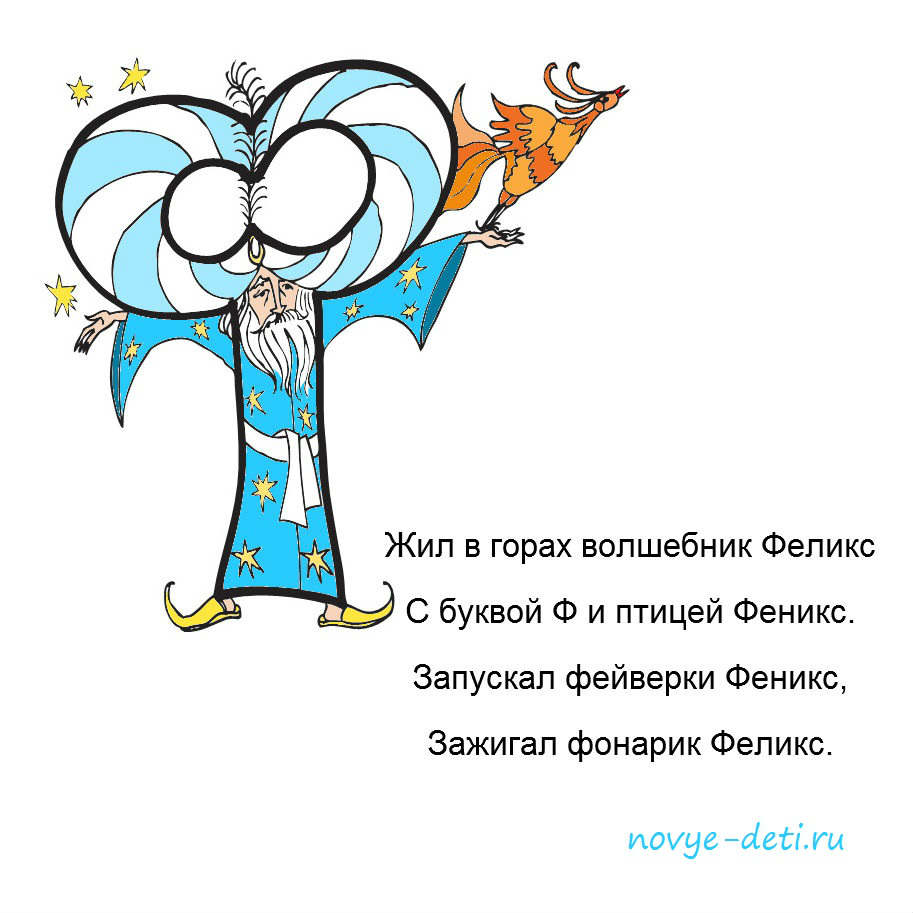 Жил в горах волшебник Феликс
С буквой Ф и птицей Феникс.
Запускал фейверки Феникс,
Зажигал фонарик Феликс.
novye-deti.ru